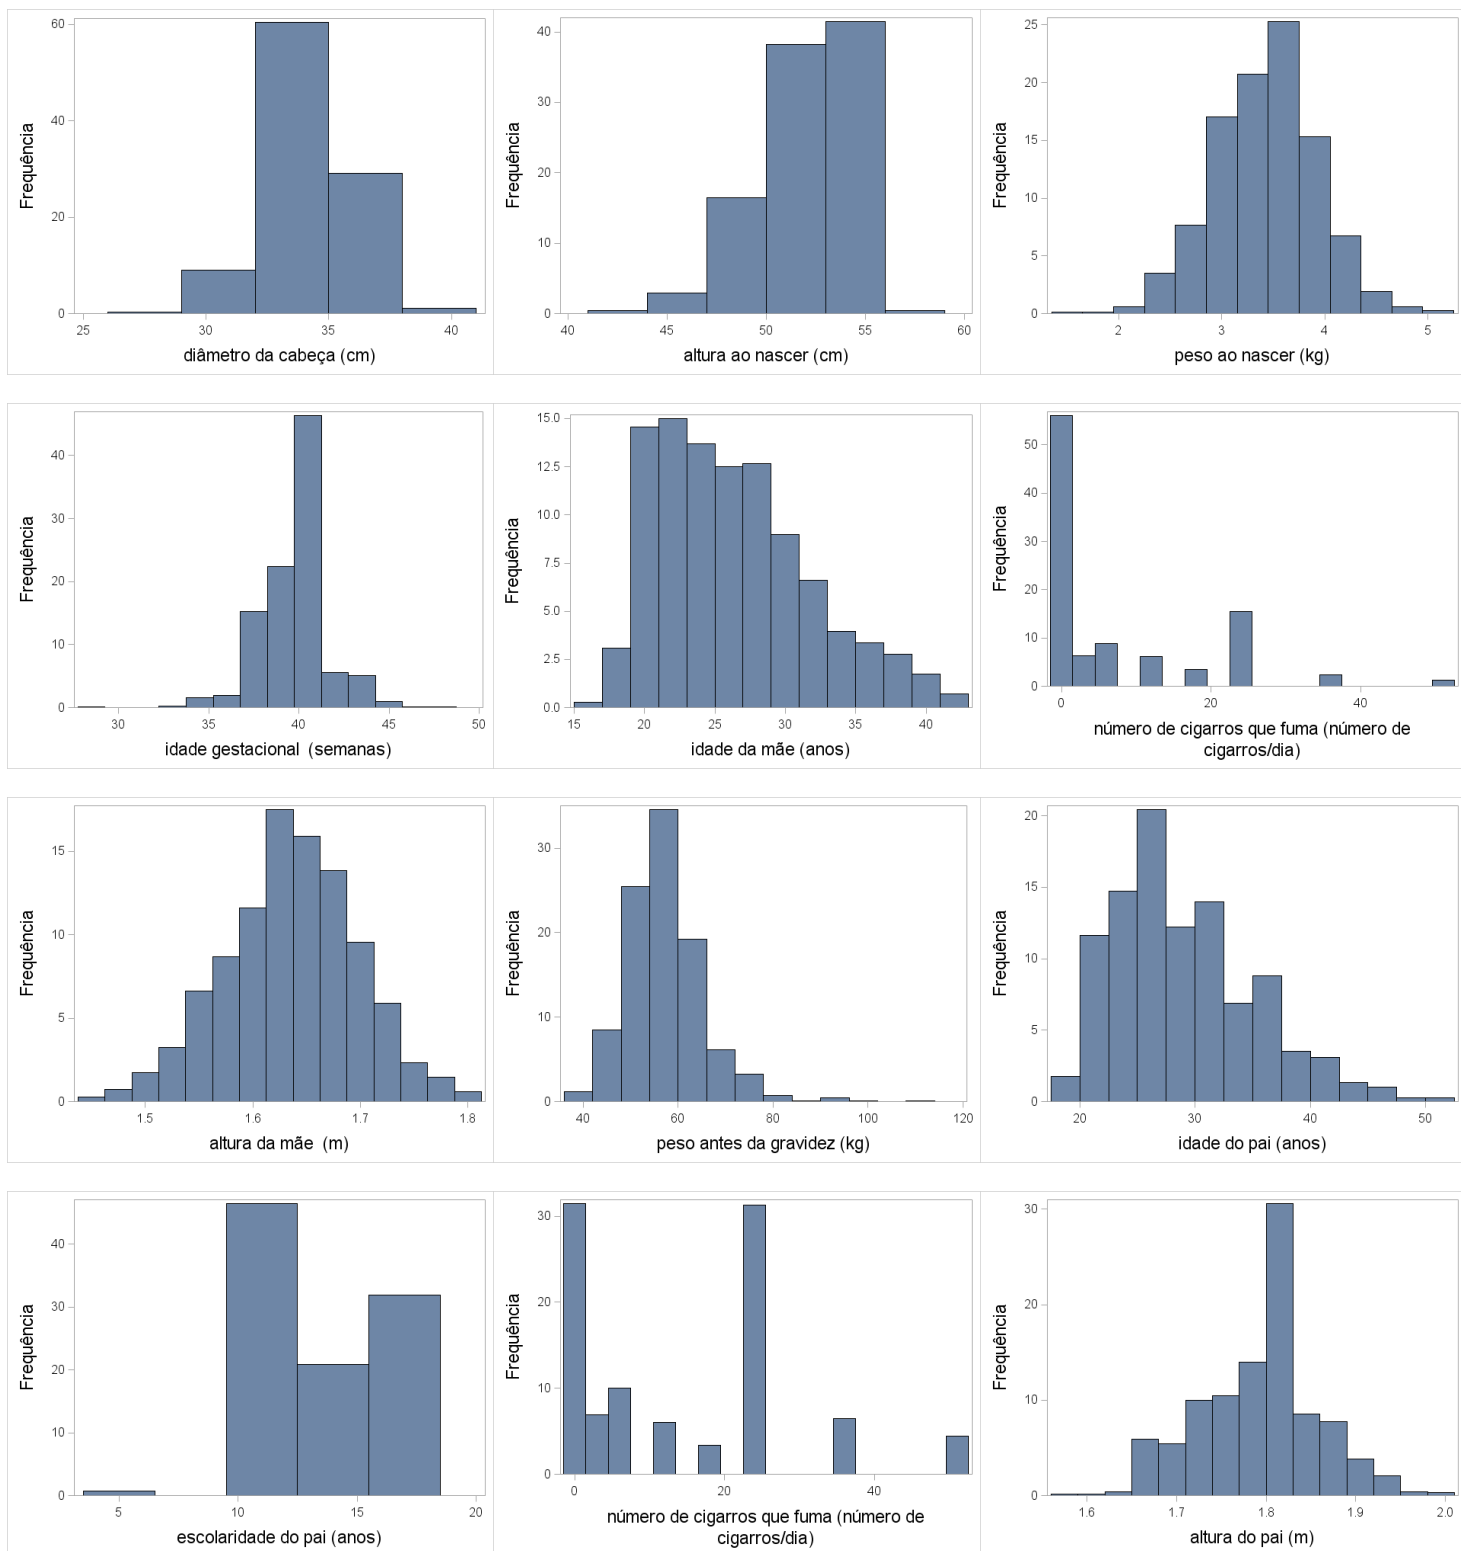 Frequência
60
40
20
0
25 30 35 40
diâmetro da cabeça (cm)
Frequência
40
30
20
10
0
40 45 50 55 60
altura ao nascer (cm)
Frequência
25
20
15
10
5
0
2 3 4 5
peso ao nascer (kg)
Frequência
40
30
20
10
0
30 35 40 45 50
idade gestacional (semanas)
Frequência
15.0
12.5
10.0
7.5
5.0
2.5
0.0
15 20 25 30 35 40
idade da mãe (anos)
Frequência
50
40
30
20
10
0
0 20 40
número de cigarros que fuma (número de
cigarros/dia)
Frequência
15
10
5
0
1.5 1.6 1.7 1.8
altura da mãe (m)
Frequência
30
20
10
0
40 60 80 100 120
peso antes da gravidez (kg)
Frequência
20
15
10
5
0
20 30 40 50
idade do pai (anos)
Frequência
40
30
20
10
0
5 10 15 20
escolaridade do pai (anos)
Frequência
30
20
10
0
0 20 40
número de cigarros que fuma (número de
cigarros/dia)
Frequência
30
20
10
0
1.6 1.7 1.8 1.9 2.0
altura do pai (m)